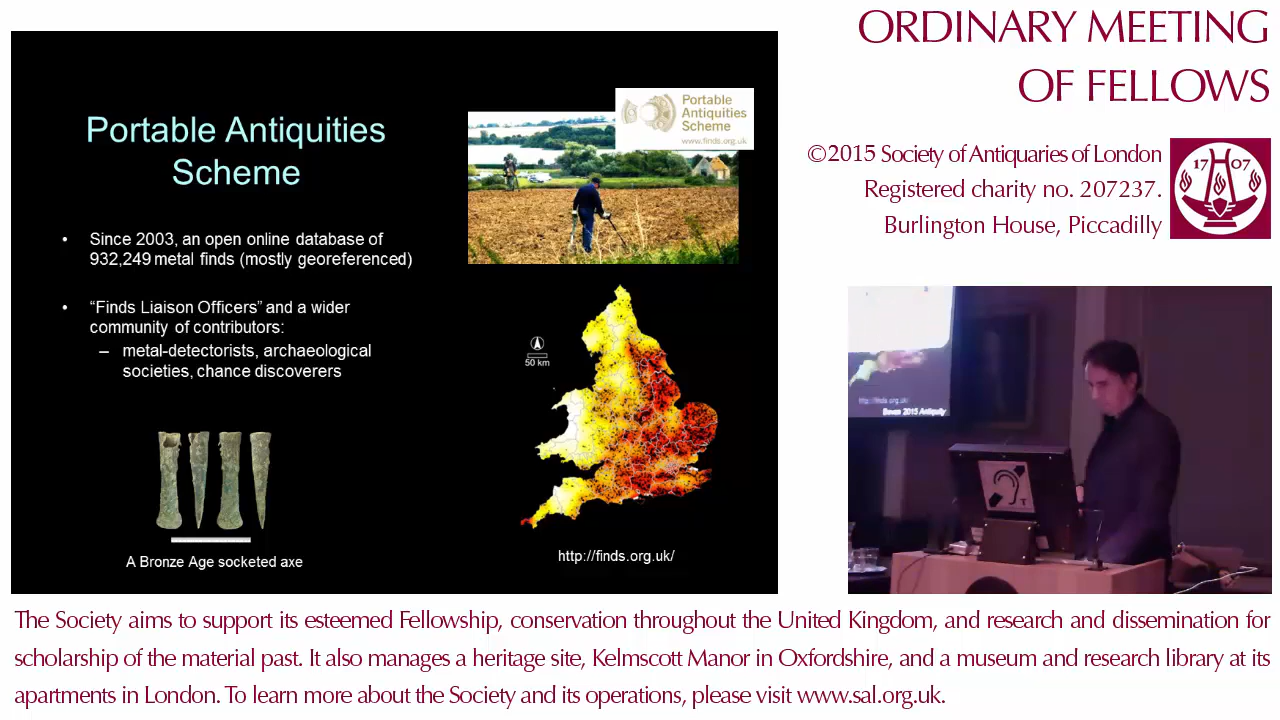 ORDINARY MEETING
OF FELLOWS
©2015 Society of Antiquaries of London
Registered charity no. 207237.
Burlington House, Piccadilly
17 07
Portable Antiquities
Scheme
Portable
Antiquities
Scheme
www.finds.org.uk
• Since 2003, an open online database of
932,249 metal finds (mostly georeferenced)
• “Finds Liaison Officers” and a wider
community of contributors:
– metal-detectorists, archaeological
societies, chance discoverers
50 km
A Bronze Age socketed axe
http://finds.org.uk/
http://finds.org.uk/
Bevan 2015 Antiquity
T
The Society aims to support its esteemed Fellowship, conservation throughout the United Kingdom, and research and dissemination for
scholarship of the material past. It also manages a heritage site, Kelmscott Manor in Oxfordshire, and a museum and research library at its
apartments in London. To learn more about the Society and its operations, please visit www.sal.org.uk.